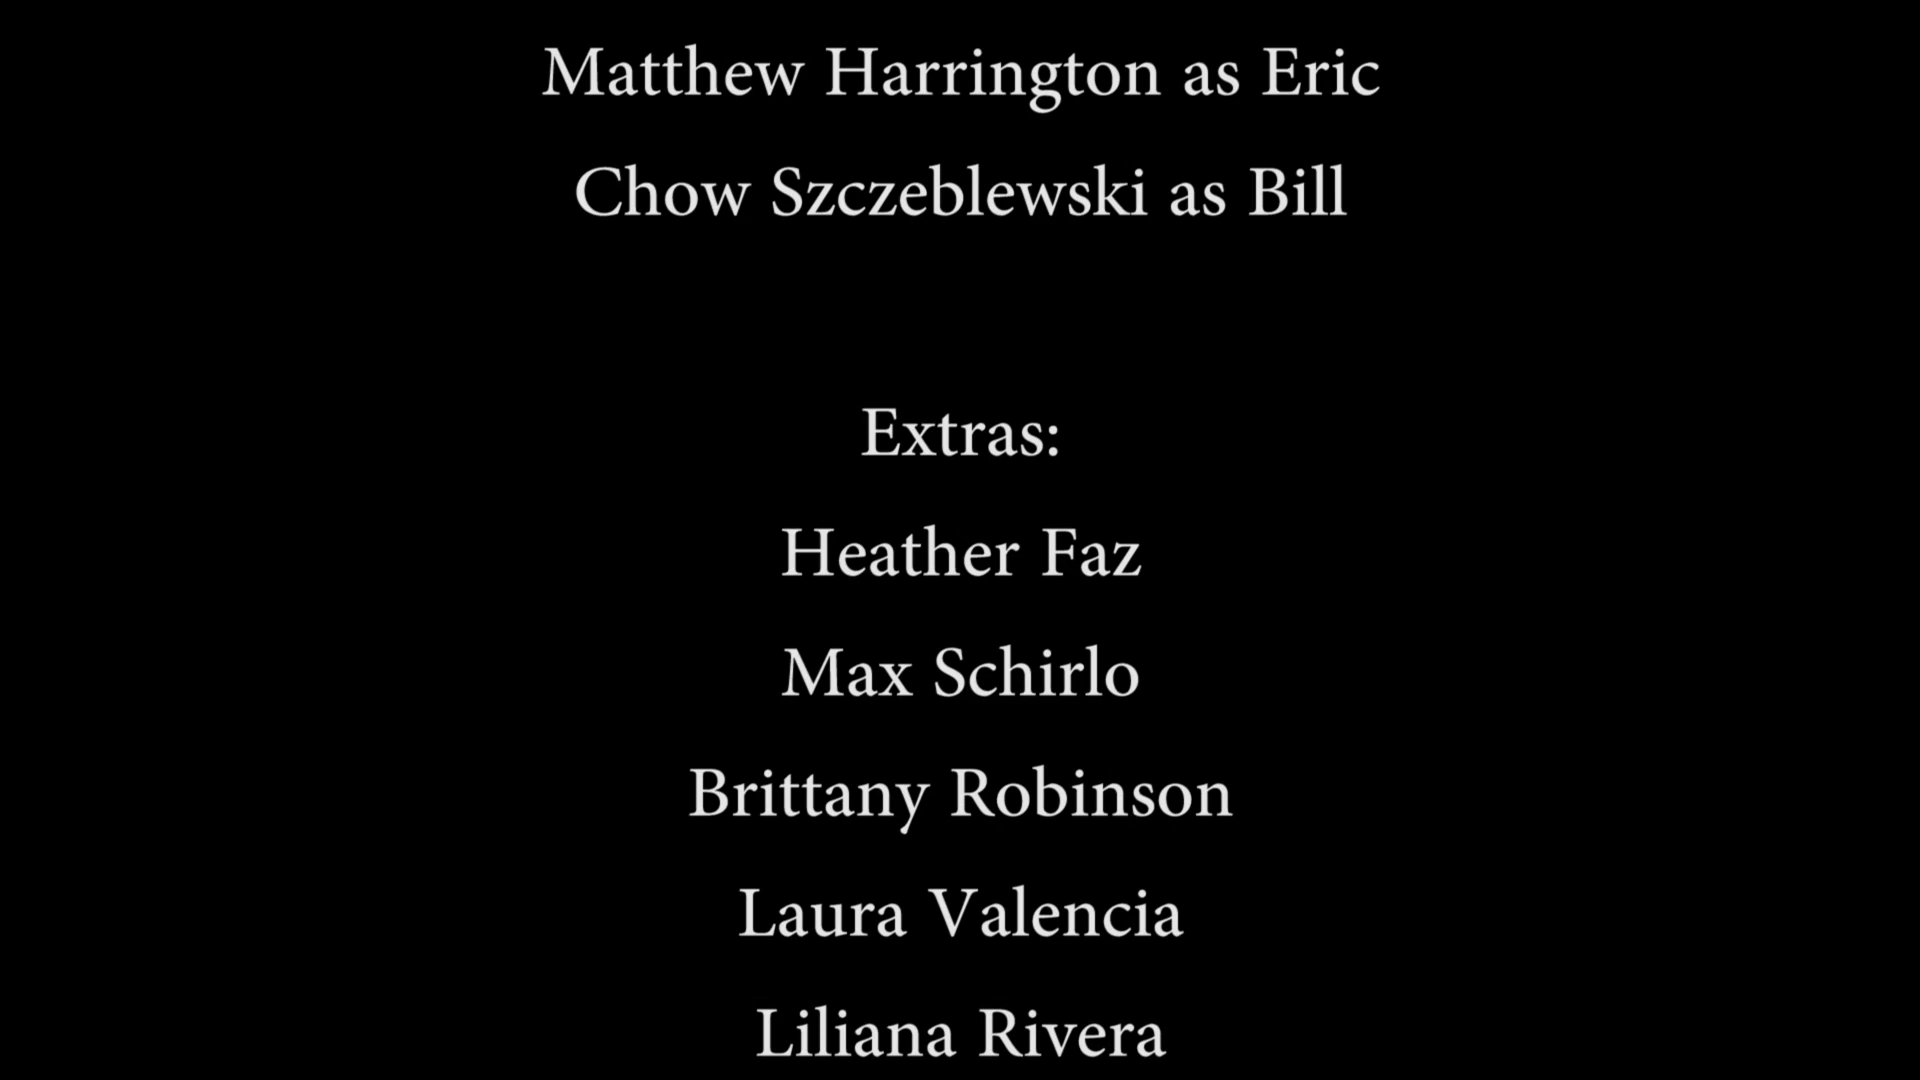 Matthew Harrington as Eric
Chow Szczeblewski as Bill
Extras:
Heather Faz
Max Schirlo
Brittany Robinson
Laura Valencia
Liliana Rivera